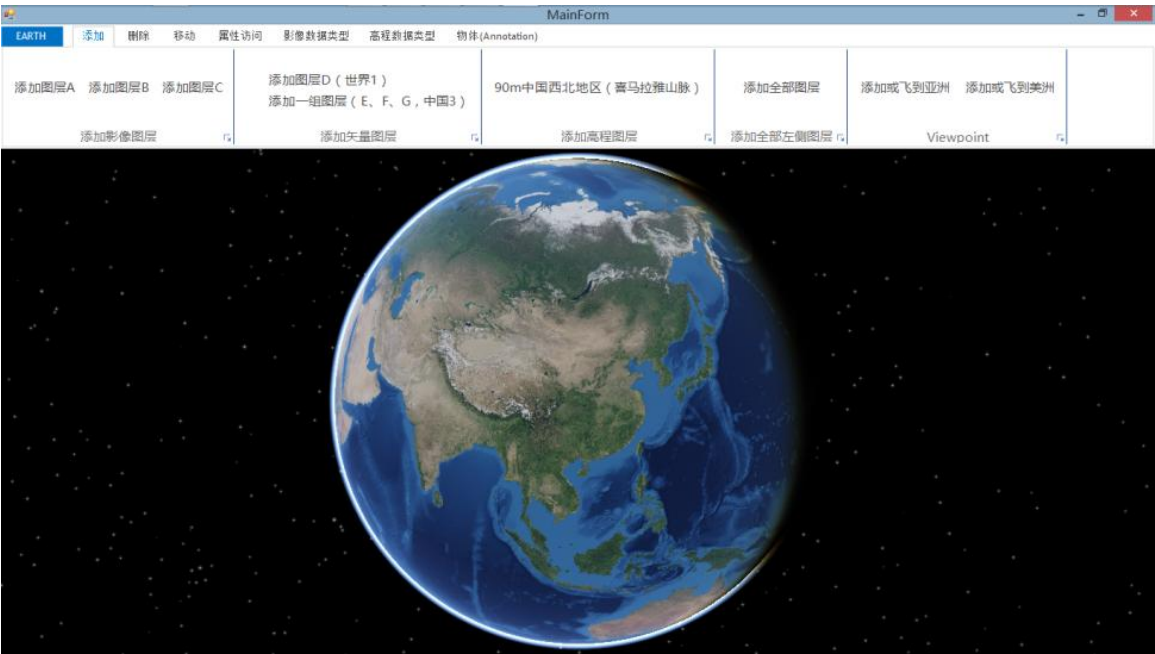 MainForm
EARTH 添加 删除 移动 属性访问 影像数据类型 高程数据类型 物体(Annotation)
添加图层A 添加图层B 添加图层C
添加影像图层
添加图层D（世界1）
添加一组图层（E、F、G，中国3）
添加矢量图层
90m中国西北地区（喜马拉雅山脉）
添加高程图层
添加全部图层
添加全部左侧图层
添加或飞到亚洲 添加或飞到美洲
Viewpoint